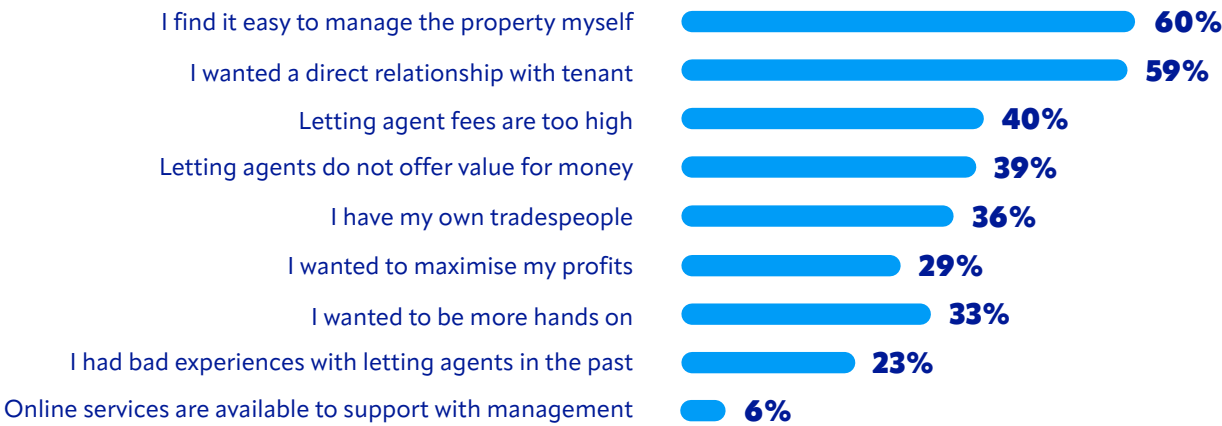 I find it easy to manage the property myself 60%
I wanted a direct relationship with tenant 59%
Letting agent fees are too high 40%
Letting agents do not offer value for money 39%
I have my own tradespeople 36%
I wanted to maximise my profits 29%
I wanted to be more hands on 33%
I had bad experiences with letting agents in the past 23%
Online services are available to support with management 6%